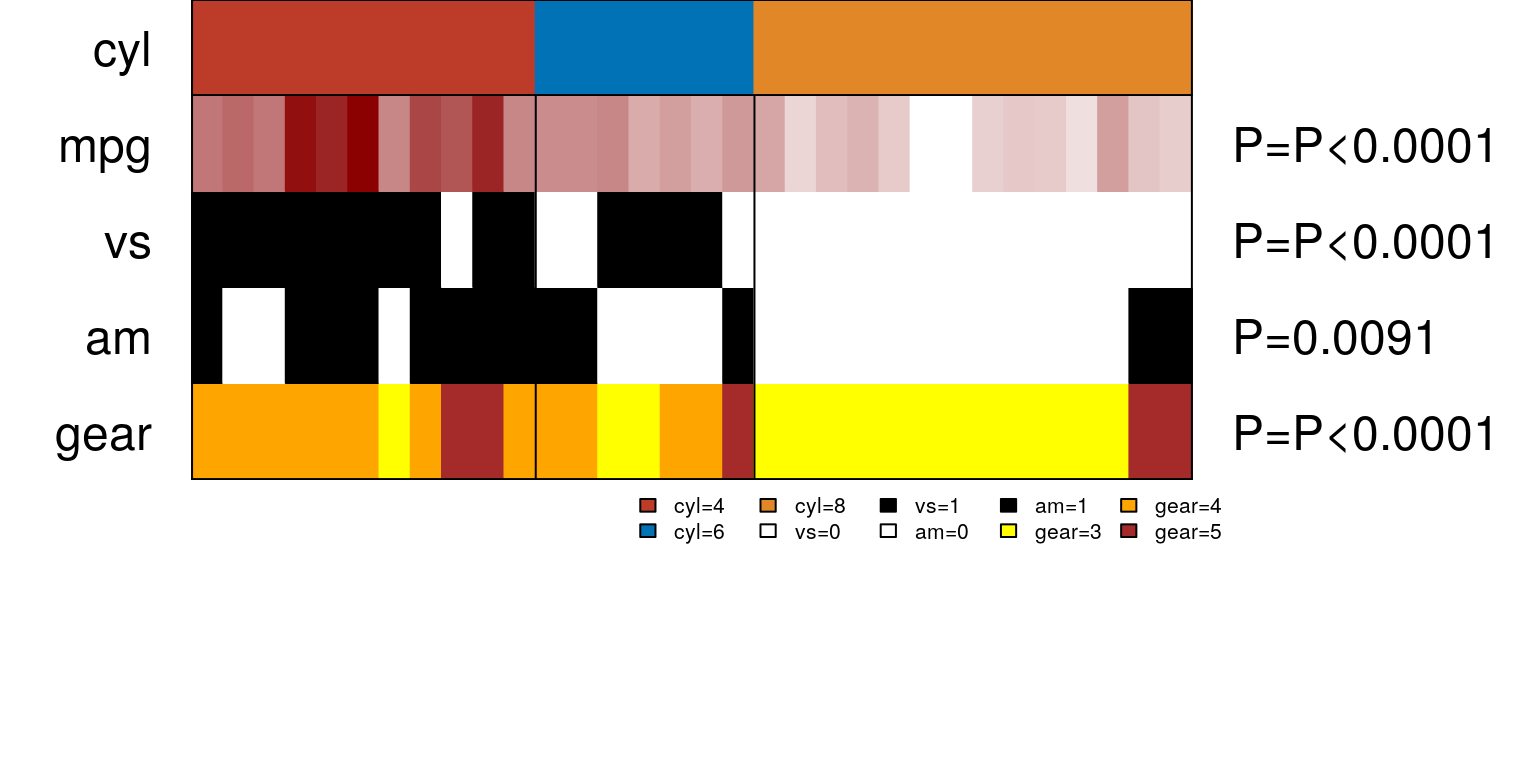 cyl
mpg P=P<0.0001
vs P=P<0.0001
am P=0.0091
gear P=P<0.0001
cyl=4 cyl=8 vs=1 am=1 gear=4
cyl=6 vs=0 am=0 gear=3 gear=5